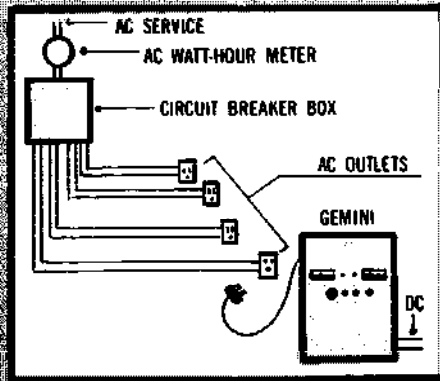 AC SERVICE
AC WATT-HOUR METER
CIRCUIT BREAKER BOX
AC OUTLETS
GEMINI
DC